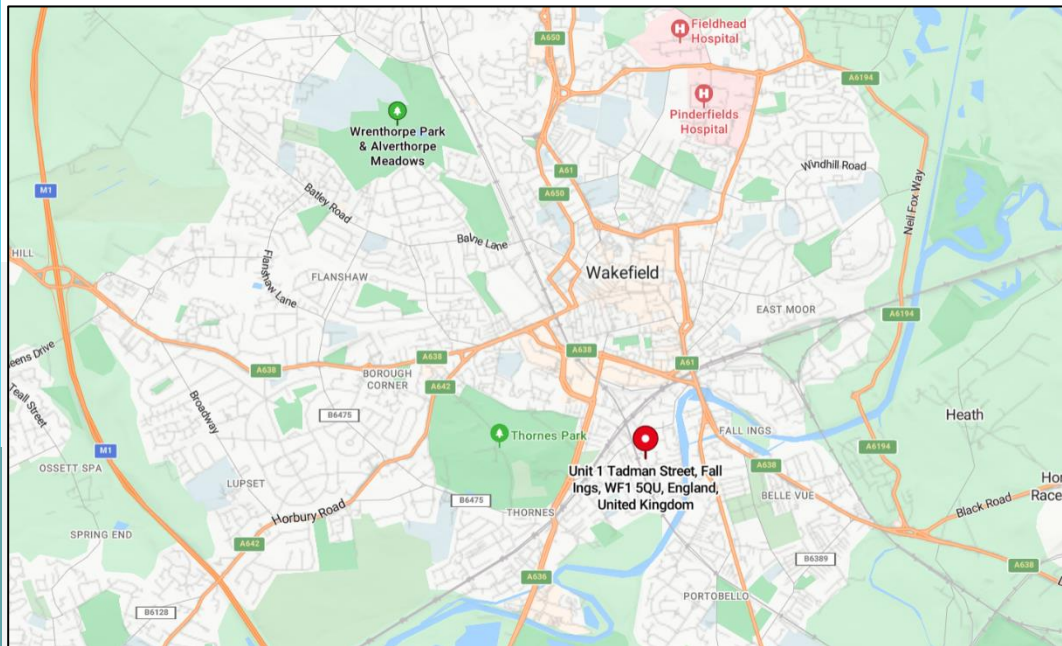 A650
Fieldhead
Hospital
A6194
Pinderfields
Hospital
Wrenthorpe Park
& Alverthorpe
Meadows
Windhill Road
A61
M1
Batley Road
A650
Neil Fox Way
Balne Lane
HILL
Flanshaw Lane
FLANSHAW
Wakefield
EAST MOOR
A6194
A638
A638
A638
A61
eens Drive
BOROUGH
CORNER
A642
Teall Street
Broadway
B6475
Heath
Thornes Park
FALL INGS
M1
A6194
OSSETT SPA
Unit 1 Tadman Street, Fall
Ings, WF1 5QU, England,
United Kingdom
A638
LUPSET
B6475
BELLE VUE
Ho
Race
Black Road
Horbury Road
THORNES
SPRING END
A642
B6389
A638
A636
PORTOBELLO
B6128